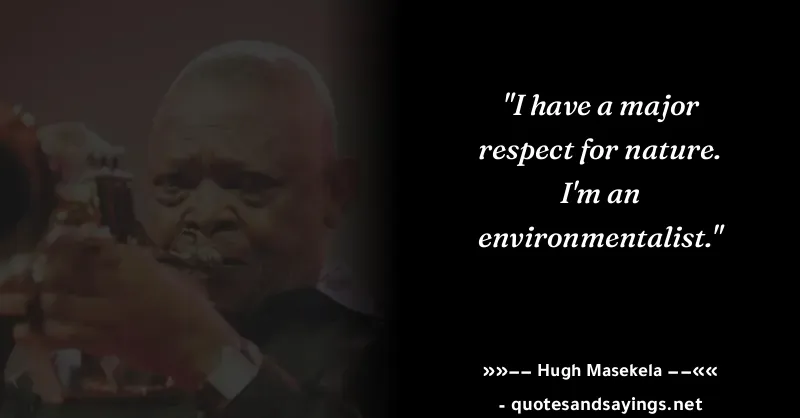 "I have a major
respect for nature.
I'm an
environmentalist."
»»−− Hugh Masekela −−««
- quotesandsayings.net